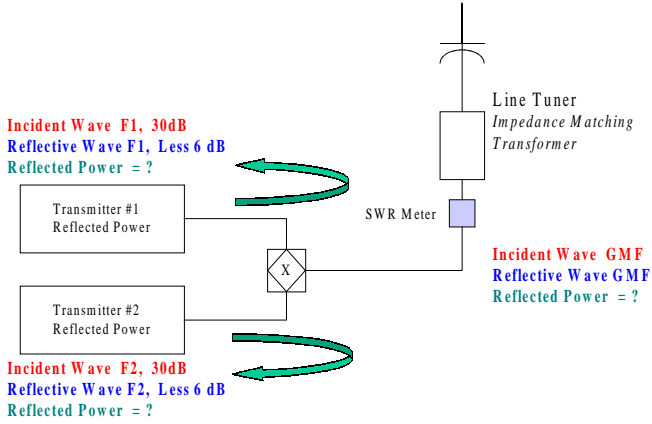 Line Tuner
Impedance Matching
Transformer
Incident Wave F1, 30dB
Reflective Wave F1, Less 6 dB
Reflected Power = ?
Transmitter #1
Reflected Power
SWR Meter
Incident Wave GMF
Reflective Wave GMF
Reflected Power = ?
X
Transmitter #2
Reflected Power
Incident Wave F2, 30dB
Reflective Wave F2, Less 6 dB
Reflected Power = ?